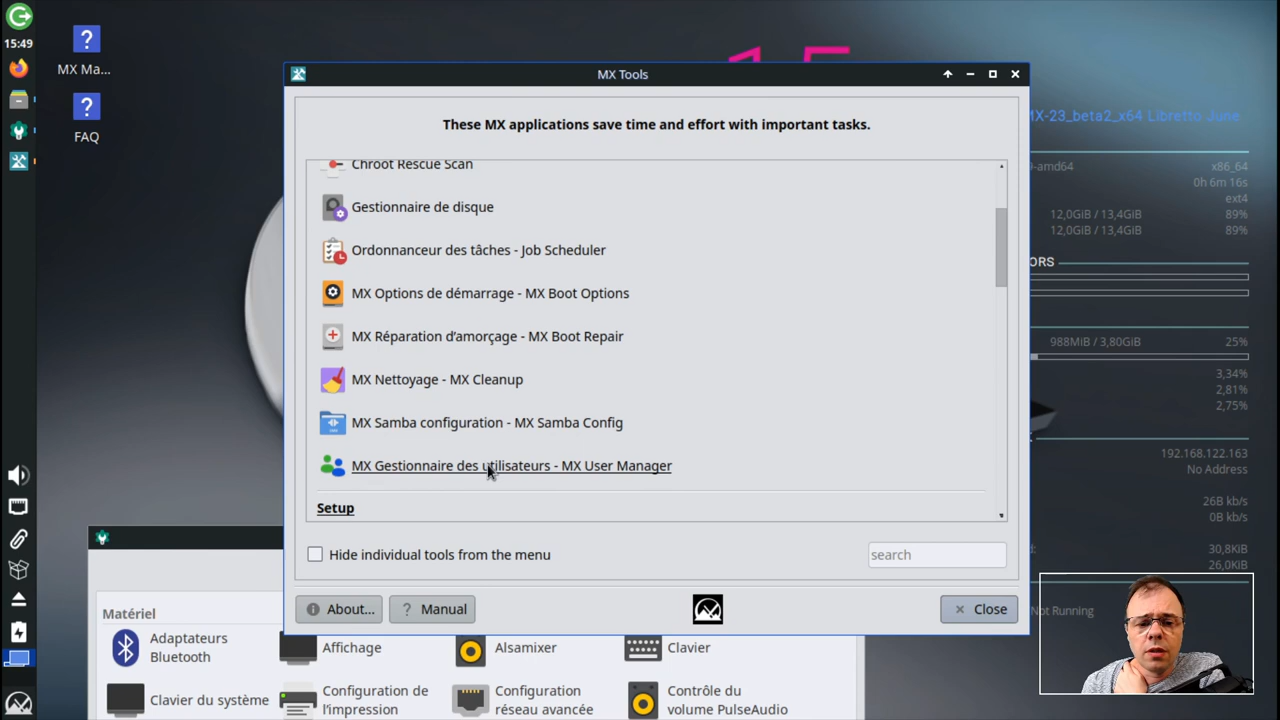 15:49
MX Ma...
FAQ
MX Tools
These MX applications save time and effort with important tasks.
Chroot Rescue Scan
Gestionnaire de disque
Ordonnanceur des tâches - Job Scheduler
MX Options de démarrage - MX Boot Options
MX Réparation d’amorçage - MX Boot Repair
MX Nettoyage - MX Cleanup
MX Samba configuration - MX Samba Config
MX Gestionnaire des utilisateurs - MX User Manager
Setup
Hide individual tools from the menu
search
About...
Manual
Close
MX-23_beta2_x64 Libretto June
-amd64
x86_64
0h 6m 16s
ext4
12,0GiB / 13,4GiB
89%
12,0GiB / 13,4GiB
89%
ORS
988MiB / 3,80GiB
25%
3,34%
2,81%
2,75%
192.168.122.163
No Address
26B kb/s
0B kb/s
30,8KiB
26,0KiB
Not Running
Matériel
Adaptateurs
Bluetooth
Affichage
Alsamixer
Clavier
Clavier du système
Configuration de
l'impression
Configuration
réseau avancée
Contrôle du
volume PulseAudio